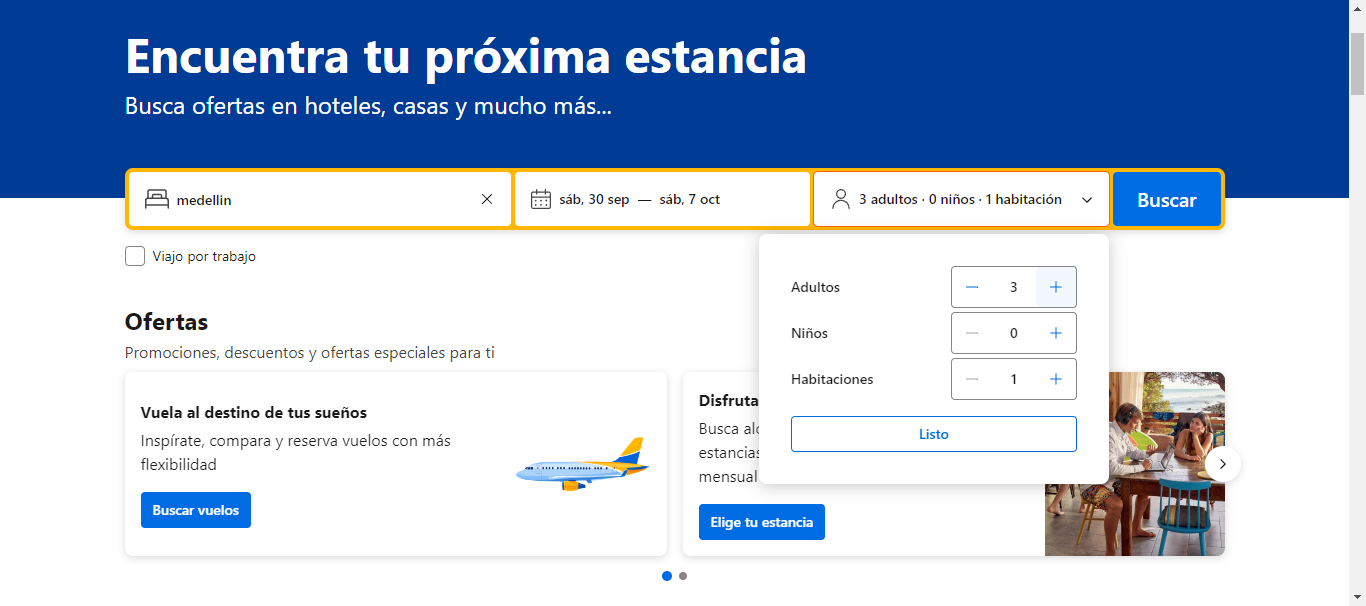 Encuentra tu próxima estancia
Busca ofertas en hoteles, casas y mucho más...
medellin
sáb, 30 sep — sáb, 7 oct
3 adultos · 0 niños · 1 habitación
Buscar
Viajo por trabajo
Adultos
3
Niños
0
Habitaciones
1
Listo
Ofertas
Promociones, descuentos y ofertas especiales para ti
Vuela al destino de tus sueños
Inspírate, compara y reserva vuelos con más
flexibilidad
Buscar vuelos
Disfruta
Busca
estancias
mensual
Elige tu estancia